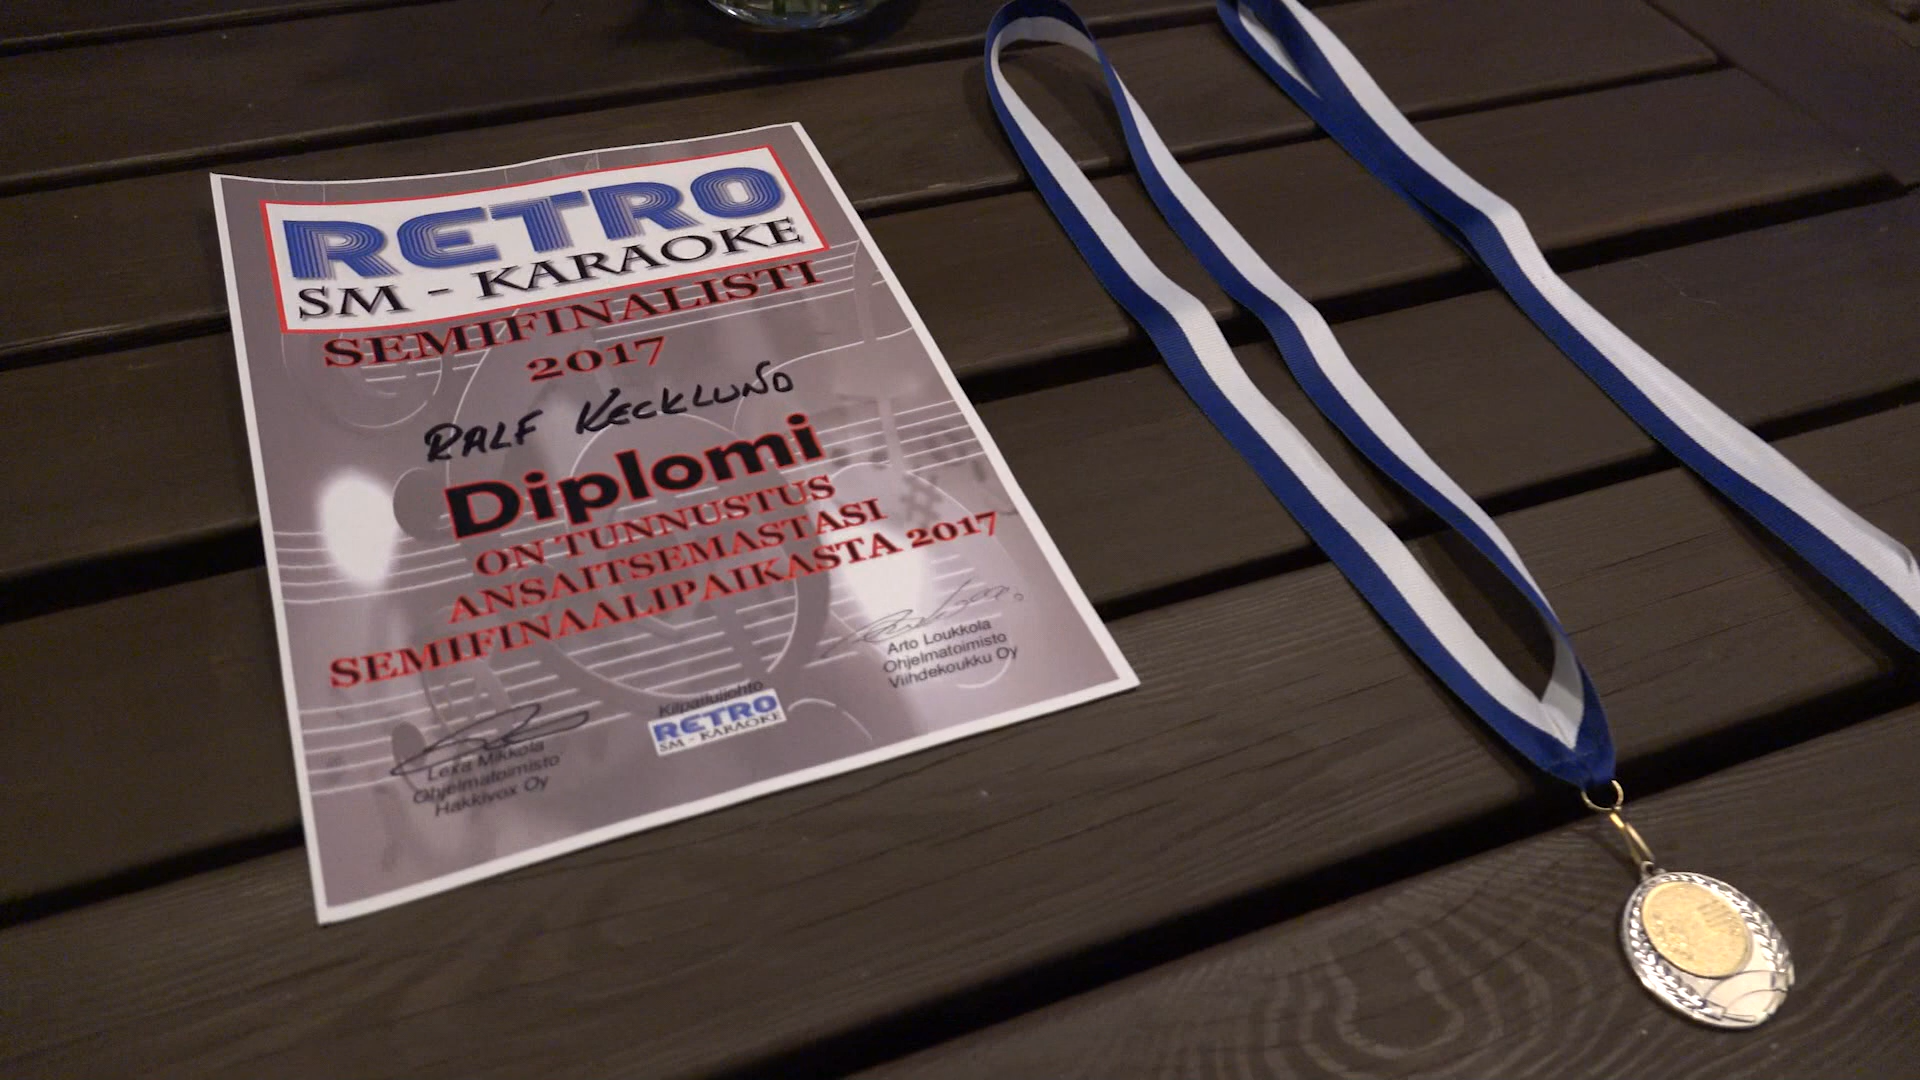 RETRO
SM - KARAOKE
SEMIFINALISTI
2017
RALF KECKLUND
Diplomi
ON TUNNUSTUS
ANSAITSEMASTASI
SEMIFINAALIPAIKASTA 2017
Arto Loukkola
Ohjelmatoimisto
Viihdekoukku Oy
Kilpailujohto
RETRO
SM - KARAOKE
Lexa Mikkola
Ohjelmatoimisto
Hakkivox Oy